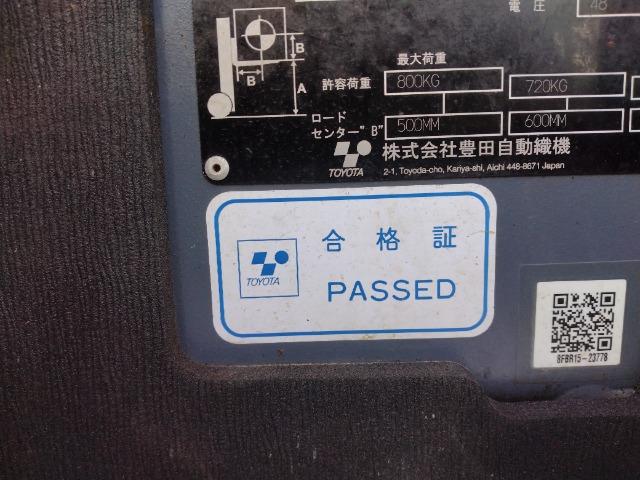 電圧 48
B
B
A
最大荷重
許容荷重 800KG 720KG
ロード
センター"B" 500MM 600MM
TOYOTA 株式会社豊田自動織機
2-1, Toyoda-cho, Kariya-shi, Aichi 448-8671 Japan
合格証
TOYOTA
PASSED
8FBR15-23778